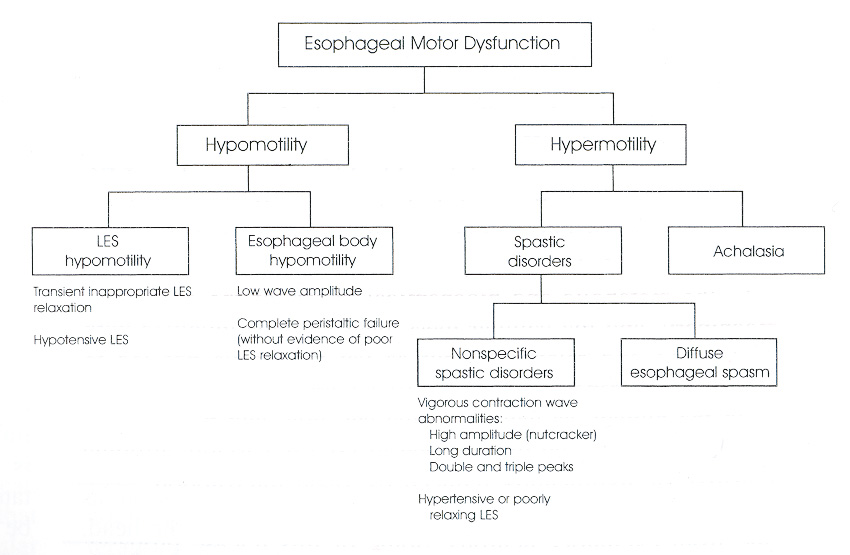 Esophageal Motor Dysfunction
Hypomotility
Hypermotility
LES
hypomotility
Esophageal body
hypomotility
Spastic
disorders
Achalasia
Transient inappropriate LES
relaxation
Hypotensive LES
Low wave amplitude
Complete peristaltic failure
(without evidence of poor
LES relaxation)
Nonspecific
spastic disorders
Diffuse
esophageal spasm
Vigorous contraction wave
abnormalities:
High amplitude (nutcracker)
Long duration
Double and triple peaks
Hypertensive or poorly
relaxing LES